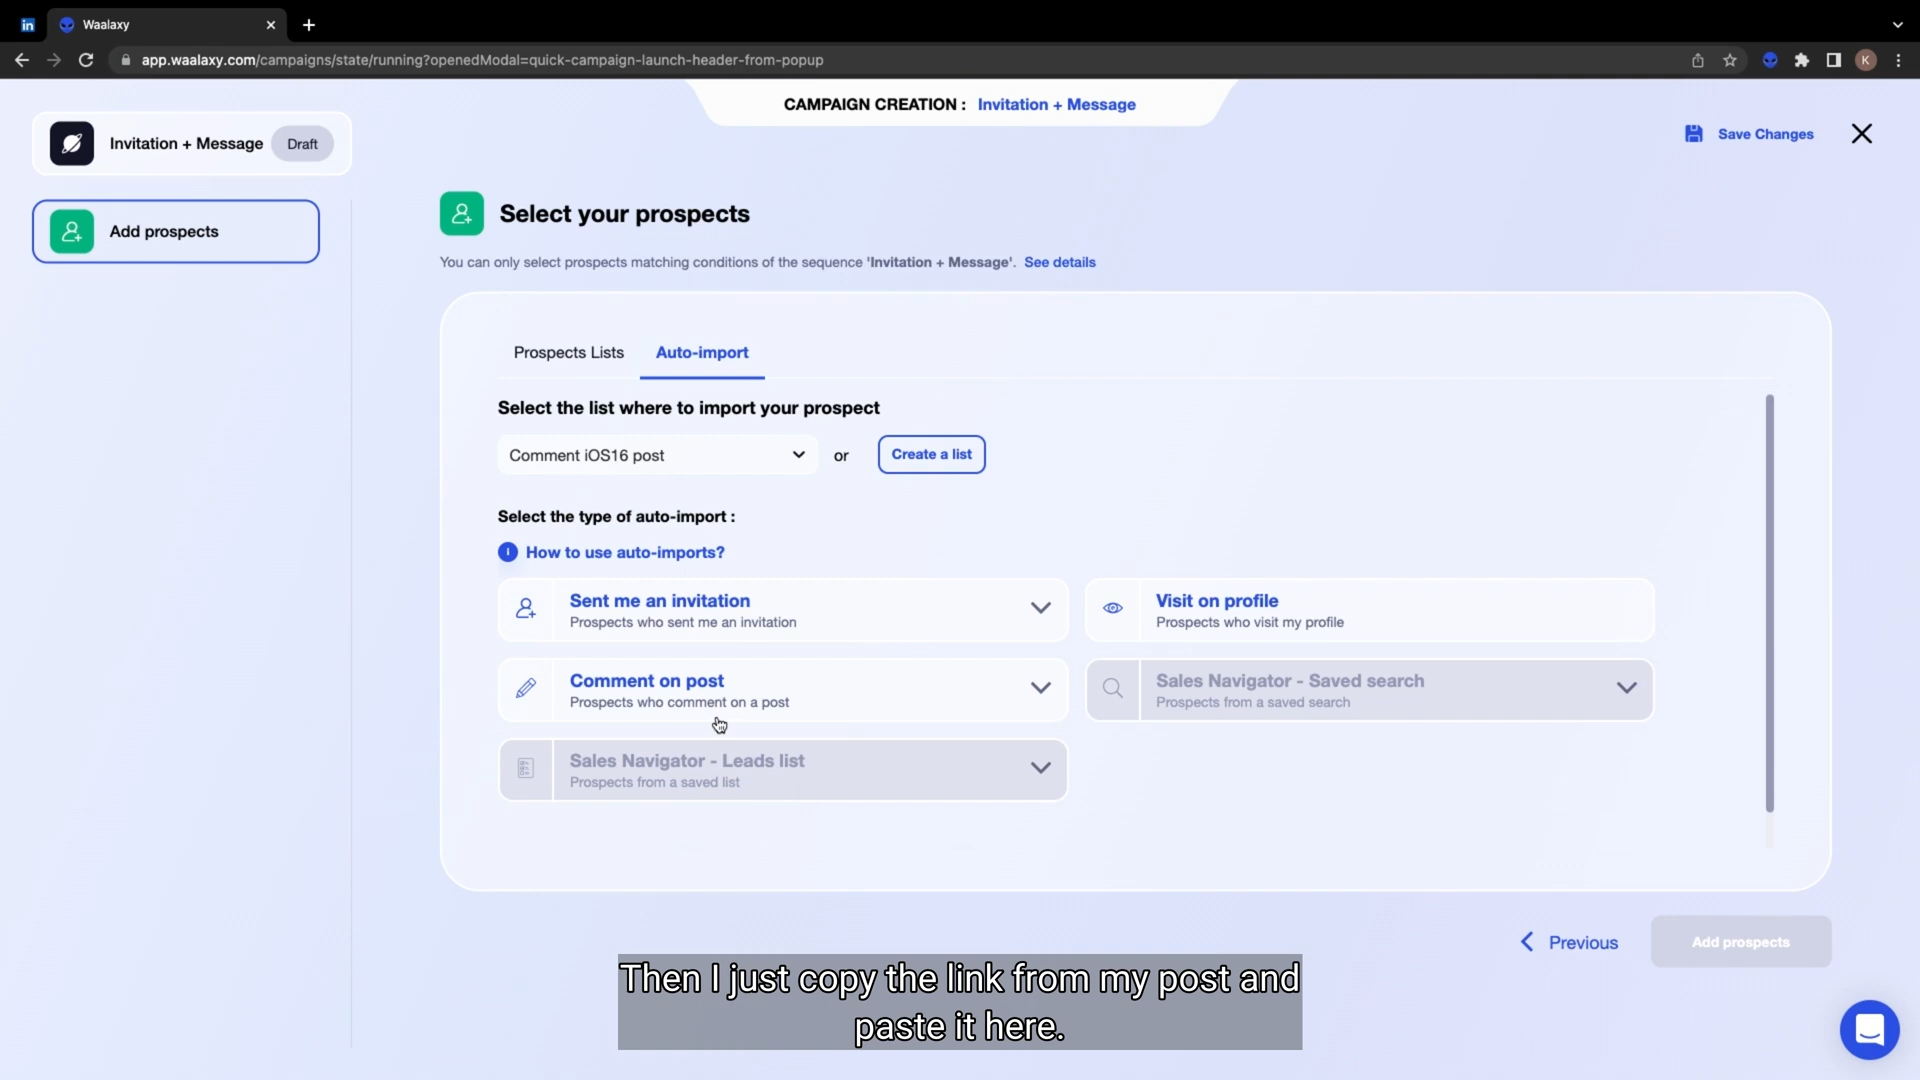 in
Waalaxy
app.waalaxy.com/campaigns/state/running?openedModal=quick-campaign-launch-header-from-popup
K
CAMPAIGN CREATION : Invitation + Message
Save Changes
Invitation + Message
Draft
Add prospects
Select your prospects
You can only select prospects matching conditions of the sequence 'Invitation + Message'. See details
Prospects Lists
Auto-import
Select the list where to import your prospect
Comment iOS16 post
or
Create a list
Select the type of auto-import :
How to use auto-imports?
Sent me an invitation
Prospects who sent me an invitation
Visit on profile
Prospects who visit my profile
Comment on post
Prospects who comment on a post
Sales Navigator - Saved search
Prospects from a saved search
Sales Navigator - Leads list
Prospects from a saved list
Previous
Add prospects
Then I just copy the link from my post and
paste it here.